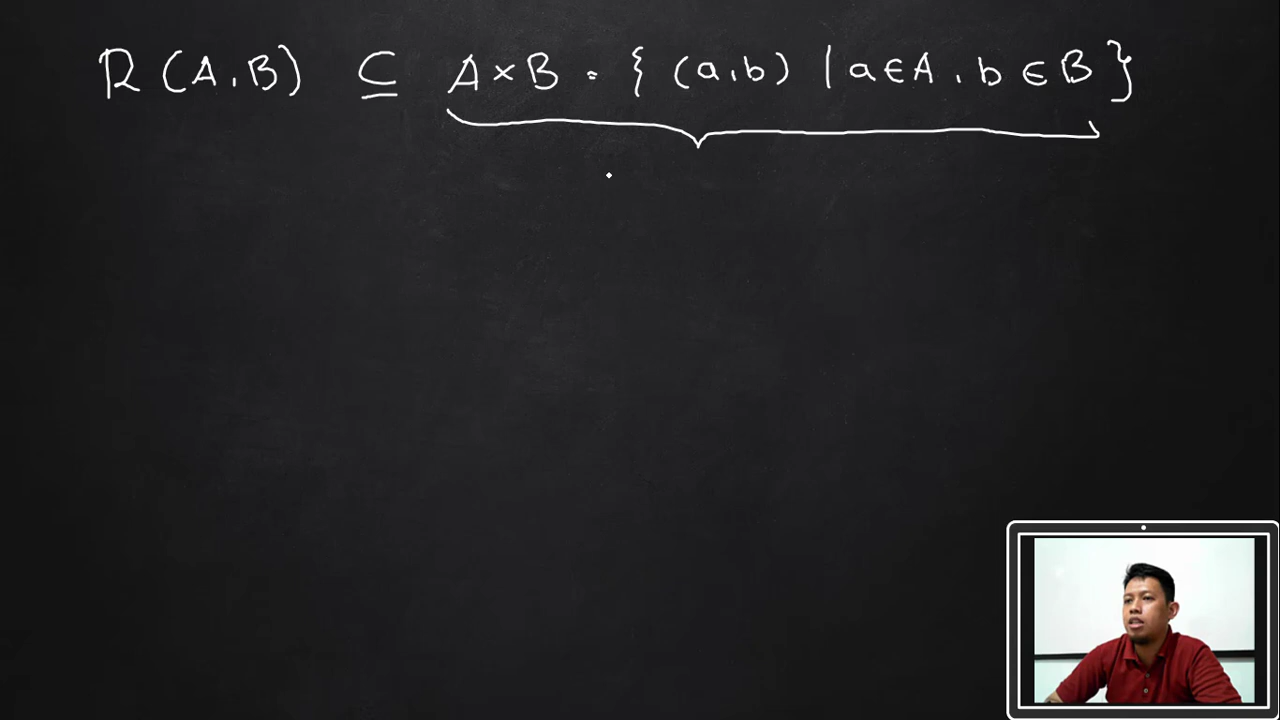 R (A, B) ⊆ A × B = { (a, b) | a ∈ A, b ∈ B }